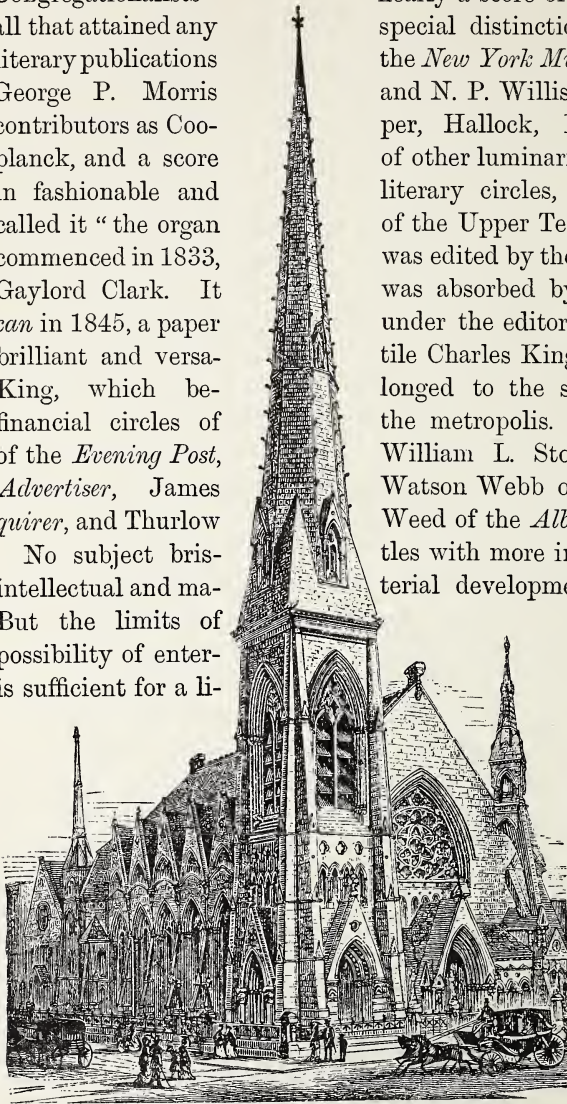 Congregationalists nearly a score of
all that attained any special distinctio
iterary publications the New York Mi
George P. Morris and N. P. Willis
contributors as Coo- per, Hallock,
planck, and a score of other luminar
in fashionable and literary circles,
called it “ the organ of the Upper Te
commenced in 1833, was edited by the
Gaylord Clark. It was absorbed by
can in 1845, a paper under the editor
brilliant and versa- tile Charles King
King, which be- longed to the s
financial circles of the metropolis.
of the Evening Post, William L. Sto
Advertiser, James Watson Webb o
quirer, and Thurlow Weed of the Alb
No subject bris- tles with more in
intellectual and ma- terial developme
But the limits of
possibility of enter-
is sufficient for a li-